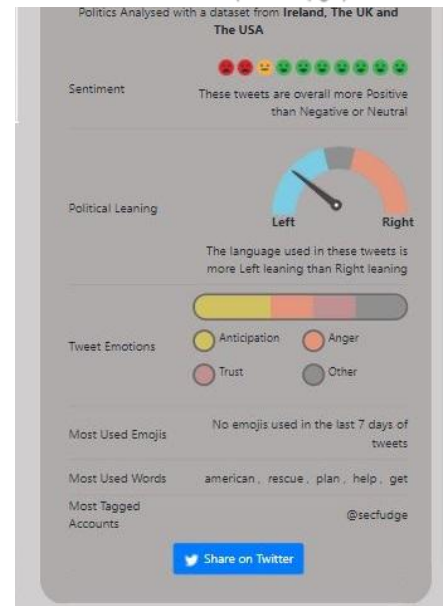 Politics Analysed with a dataset from Ireland, The UK and
The USA
Sentiment
These tweets are overall more Positive
than Negative or Neutral
Political Leaning
Left Right
The language used in these tweets is
more Left leaning than Right leaning
Tweet Emotions
Anticipation Anger
Trust Other
Most Used Emojis
No emojis used in the last 7 days of
tweets
Most Used Words american, rescue, plan, help, get
Most Tagged
Accounts
@secfudge
Share on Twitter